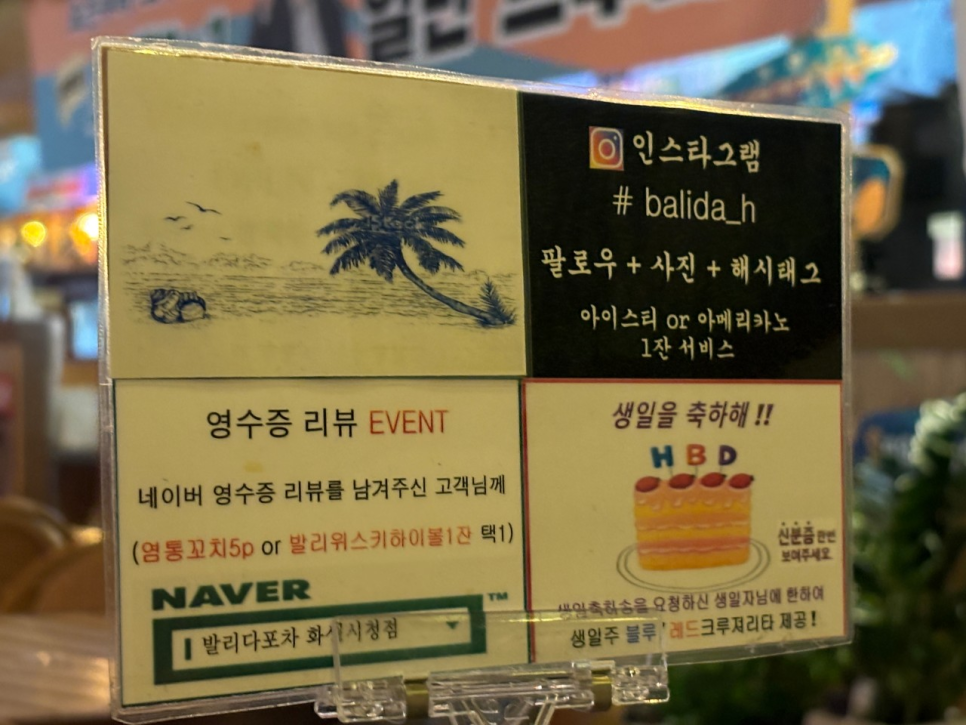 인스타그램
# balida_h
팔로우 + 사진 + 해시태그
아이스티 or 아메리카노
1잔 서비스
영수증 리뷰 EVENT
네이버 영수증 리뷰를 남겨주신 고객님께
(염통꼬치5p or 발리위스키하이볼1잔 택1)
NAVER™
발리다포차 화성시청점
생일을 축하해 !!
HBD
신분증 한번
보여주세요
생일축하송을 요청하신 생일자님에 한하여
생일주 블루/레드크루져리타 제공!